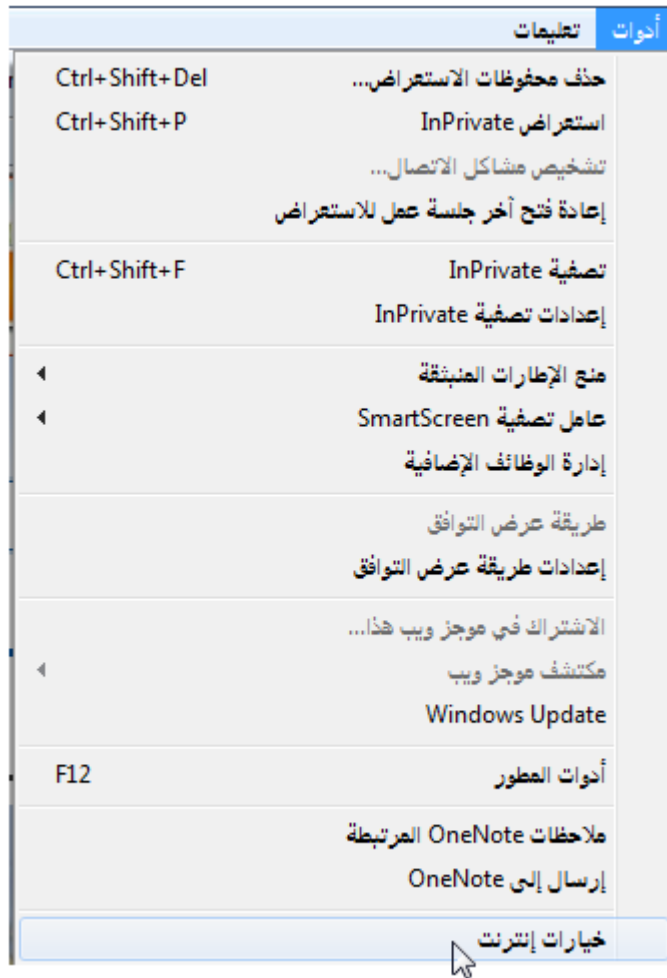 أدوات تعليمات
حذف محفوظات الاستعراض... Ctrl+Shift+Del
استعراض InPrivate Ctrl+Shift+P
تشخيص مشاكل الاتصال...
إعادة فتح آخر جلسة عمل للاستعراض
تصفية InPrivate Ctrl+Shift+F
إعدادات تصفية InPrivate
منع الإطارات المنبثقة
عامل تصفية SmartScreen
إدارة الوظائف الإضافية
طريقة عرض التوافق
إعدادات طريقة عرض التوافق
الاشتراك في موجز ويب هذا...
مكتشف موجز ويب
Windows Update
أدوات المطور F12
ملاحظات OneNote المرتبطة
إرسال إلى OneNote
خيارات إنترنت